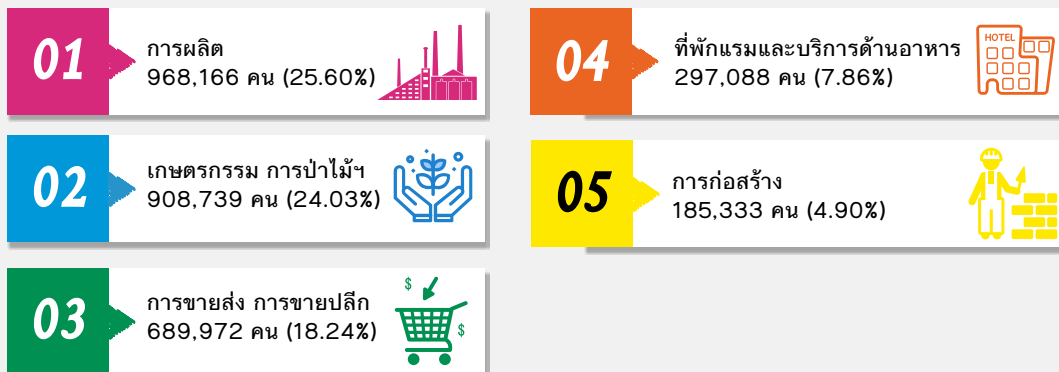 01
การผลิต
968,166 คน (25.60%)
02
เกษตรกรรม การป่าไม้ฯ
908,739 คน (24.03%)
03
การขายส่ง การขายปลีก
689,972 คน (18.24%)
$
$
04
ที่พักแรมและบริการด้านอาหาร
297,088 คน (7.86%)
HOTEL
05
การก่อสร้าง
185,333 คน (4.90%)